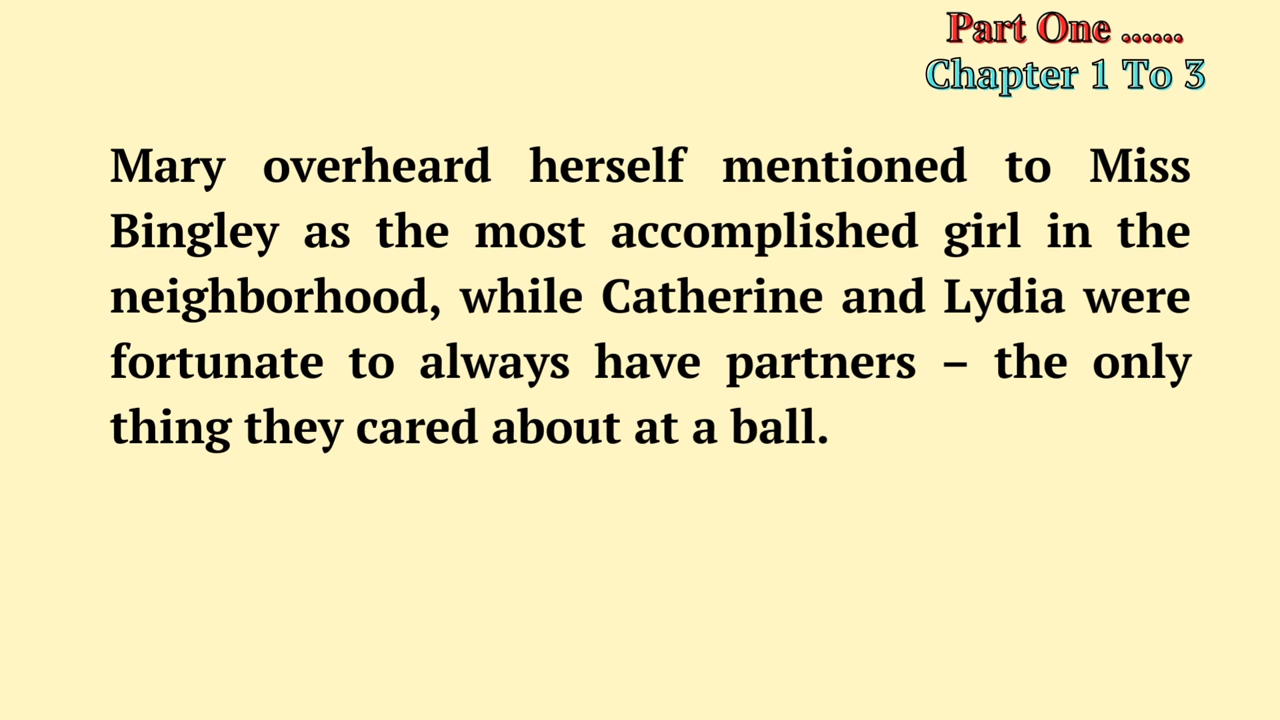 Part One ......
Chapter 1 To 3
Mary overheard herself mentioned to Miss
Bingley as the most accomplished girl in the
neighborhood, while Catherine and Lydia were
fortunate to always have partners – the only
thing they cared about at a ball.